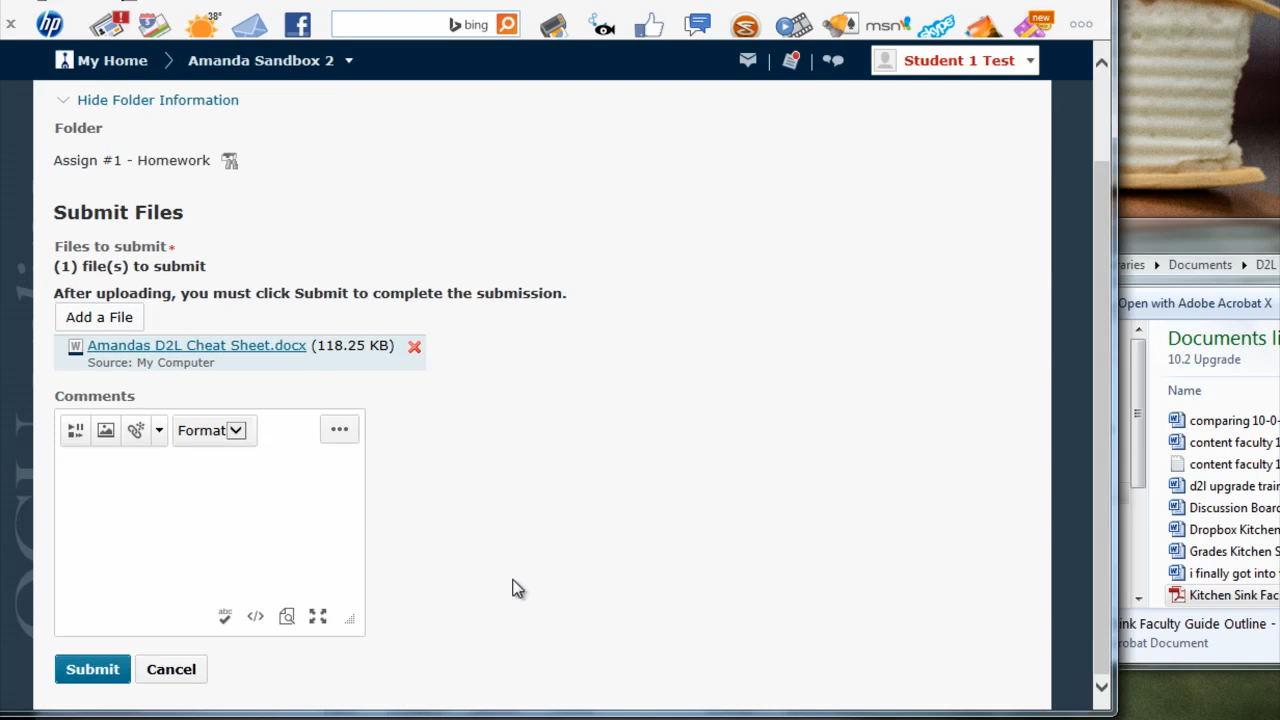 38°
bing
msn
skype
new
My Home
Amanda Sandbox 2
Student 1 Test
Hide Folder Information
Folder
Assign #1 - Homework
Submit Files
Files to submit*
(1) file(s) to submit
After uploading, you must click Submit to complete the submission.
Add a File
Amandas D2L Cheat Sheet.docx (118.25 KB)
Source: My Computer
Comments
Format
abc
Submit
Cancel
raries
Documents
D2L
Open with Adobe Acrobat X
Documents li
10.2 Upgrade
Name
comparing 10-0-
content faculty 1
content faculty 1
d2l upgrade train
Discussion Board
Dropbox Kitchen
Grades Kitchen S
i finally got into
Kitchen Sink Fac
ink Faculty Guide Outline -
robat Document